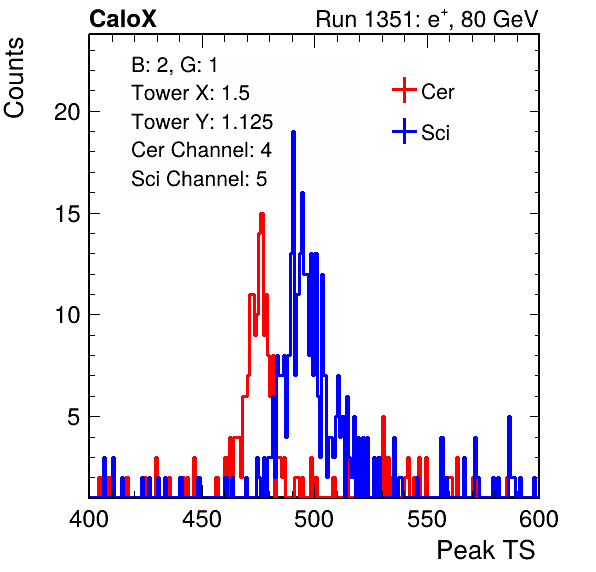 CaloX Run 1351: e⁺, 80 GeV
Counts
B: 2, G: 1
Tower X: 1.5
Tower Y: 1.125
Cer Channel: 4
Sci Channel: 5
Cer
Sci
20
15
10
5
400 450 500 550 600
Peak TS